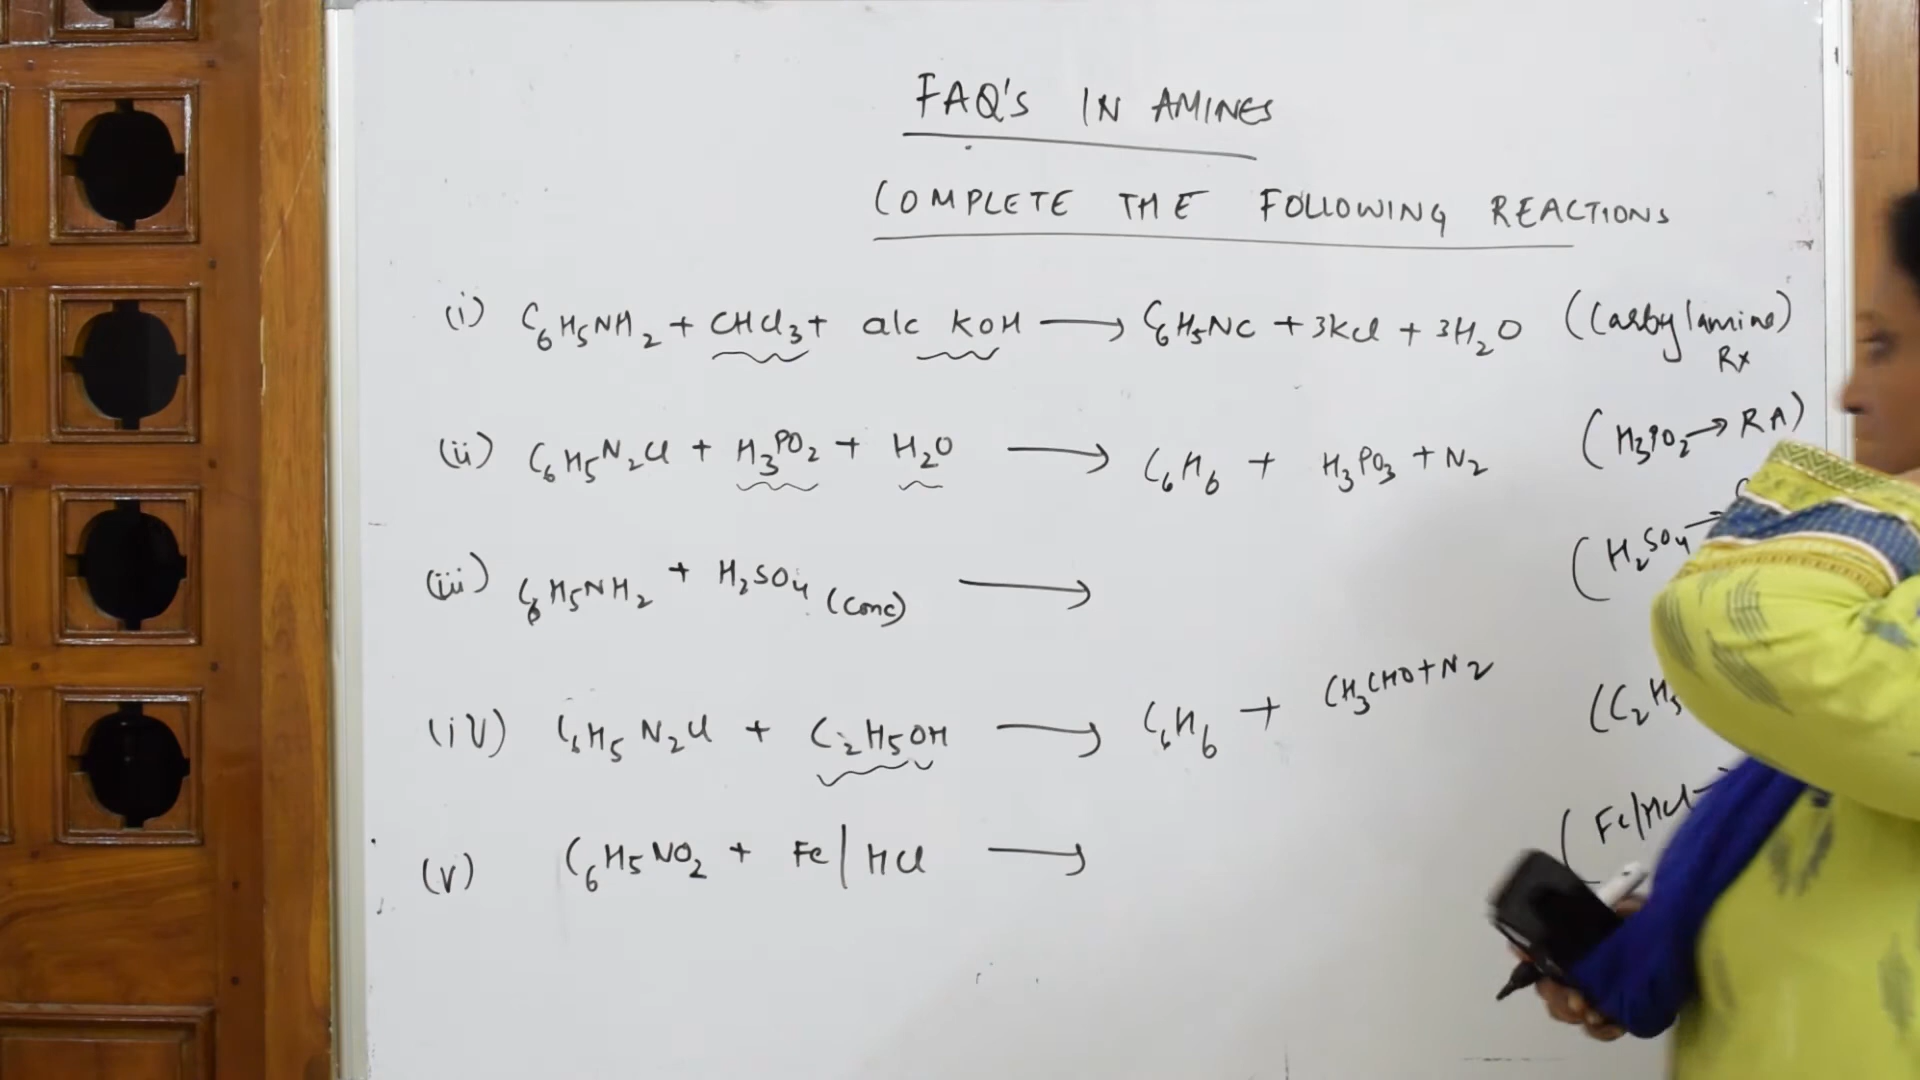 FAQ'S IN AMINES
COMPLETE THE FOLLOWING REACTIONS
(i) C6H5NH2 + CHCl3 + alc KOH → C6H5NC + 3KCl + 3H2O (Carbylamine) Rx
(ii) C6H5N2Cl + H3PO2 + H2O → C6H6 + H3PO3 + N2 (H3PO2 → RA)
(iii) C6H5NH2 + H2SO4 (conc) → (H2SO4 →
(iv) C6H5N2Cl + C2H5OH → C6H6 + CH3CHO + N2 (C2H5
(v) C6H5NO2 + Fe | HCl → (Fe/HCl